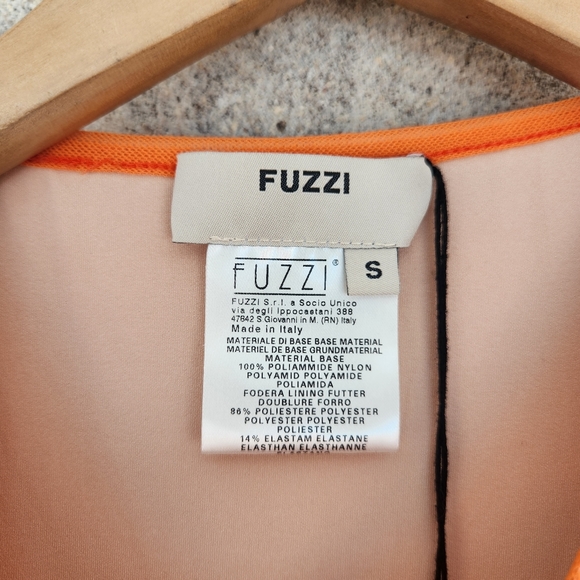 FUZZI
FUZZI®
S
FUZZI S.r.l. a Socio Unico
via degli Ippocastani 388
47842 S Giovanni in M. (RN) Italy
Made in Italy
MATERIALE DI BASE BASE MATERIAL
MATERIEL DE BASE GRUNDMATERIAL
MATERIAL BASE
100% POLIAMMIDE NYLON
POLYAMID POLYAMIDE
POLIAMIDA
FODERA LINING FUTTER
DOUBLURE FORRO
86% POLIESTERE POLYESTER
POLYESTER POLYESTER
POLIESTER
14% ELASTAM ELASTANE
ELASTHAN ELASTHANNE